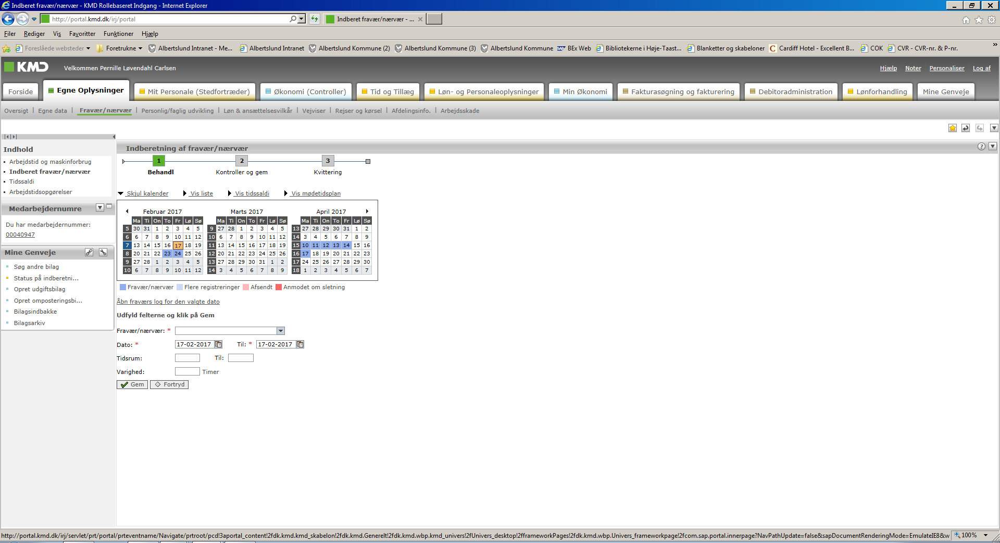 Indberet fravær/nærvær - KMD Rollebaseret Indgang - Internet Explorer
http://portal.kmd.dk/irj/portal
Indberet fravær/nærvær - ...
Filer Rediger Vis Favoritter Funktioner Hjælp
Foreslåede websteder Foretrukne Albertslund Intranet - Me... Albertslund Intranet Albertslund Kommune (2) Albertslund Kommune (3) Albertslund Kommune BEx Web Bibliotekerne i Høje-Taast... Blanketter og skabeloner Cardiff Hotel - Excellent B... COK CVR - CVR-nr. & P-nr. »
KMD Velkommen Pernille Løvendahl Carlsen Hjælp Noter Personaliser Log af
Forside Egne Oplysninger Mit Personale (Stedfortræder) Økonomi (Controller) Tid og Tillæg Løn- og Personaleoplysninger Min Økonomi Fakturasøgning og fakturering Debitoradministration Lønforhandling Mine Genveje
Oversigt | Egne data | Fravær/nærvær | Personlig/faglig udvikling | Løn & ansættelsesvilkår | Vejviser | Rejser og kørsel | Afdelingsinfo. | Arbejdsskade
Indhold
Arbejdstid og maskinforbrug
Indberet fravær/nærvær
Tidssaldi
Arbejdstidsopgørelser
Medarbejdernumre
Du har medarbejdernummer:
00040947
Mine Genveje
Søg andre bilag
Status på indberetni...
Opret udgiftsbilag
Opret omposteringsbi...
Bilagsindbakke
Bilagsarkiv
Indberetning af fravær/nærvær
1 2 3
Behandl Kontroller og gem Kvittering
Skjul kalender Vis liste Vis tidssaldi Vis mødetidsplan
Februar 2017 Marts 2017 April 2017
Ma Ti On To Fr Lø Sø Ma Ti On To Fr Lø Sø Ma Ti On To Fr Lø Sø
5 30 31 1 2 3 4 5 9 27 28 1 2 3 4 5 13 27 28 29 30 31 1 2
6 6 7 8 9 10 11 12 10 6 7 8 9 10 11 12 14 3 4 5 6 7 8 9
7 13 14 15 16 17 18 19 11 13 14 15 16 17 18 19 15 10 11 12 13 14 15 16
8 20 21 22 23 24 25 26 12 20 21 22 23 24 25 26 16 17 18 19 20 21 22 23
9 27 28 1 2 3 4 5 13 27 28 29 30 31 1 2 17 24 25 26 27 28 29 30
10 6 7 8 9 10 11 12 14 3 4 5 6 7 8 9 18 1 2 3 4 5 6 7
Fravær/nærvær Flere registreringer Afsendt Anmodet om sletning
Åbn fraværs log for den valgte dato
Udfyld felterne og klik på Gem
Fravær/nærvær: *
Dato: * 17-02-2017 Til: * 17-02-2017
Tidsrum: Til:
Varighed: Timer
Gem Fortryd
http://portal.kmd.dk/irj/servlet/prt/portal/prteventname/Navigate/prtroot/pcd!3aportal_content!2fdk.kmd.kmd_skabelon!2fdk.kmd.Generelt!2fdk.kmd.wbp.kmd_univers!2fUnivers_desktop!2fframeworkPages!2fdk.kmd.wbp.Univers_frameworkpage!2fcom.sap.portal.innerpage?NavPathUpdate=false&sapDocumentRenderingMode=EmulateIE8&w 100%